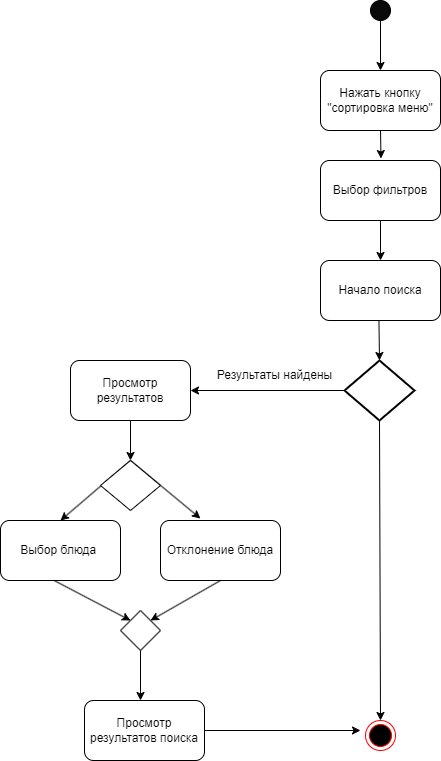 Нажать кнопку
"сортировка меню"
Выбор фильтров
Начало поиска
Результаты найдены
Просмотр
результатов
Выбор блюда
Отклонение блюда
Просмотр
результатов поиска